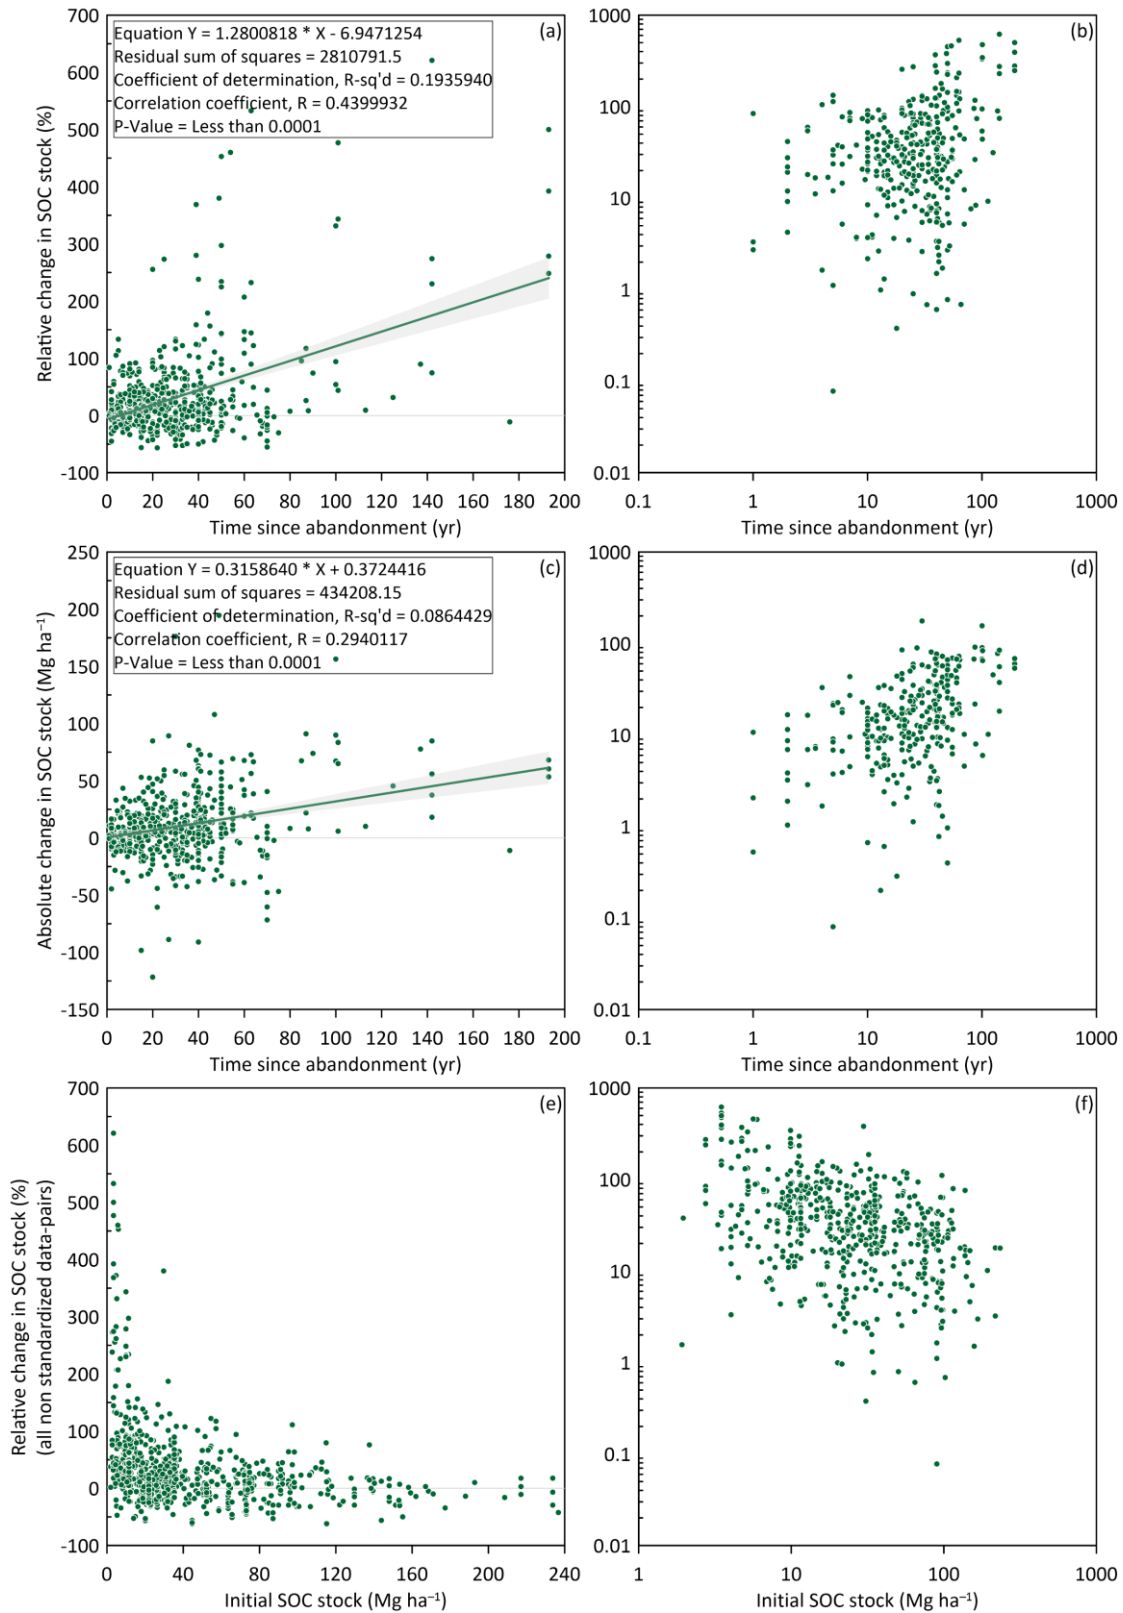 (a)
Equation Y = 1.2800818 * X - 6.9471254
Residual sum of squares = 2810791.5
Coefficient of determination, R-sq'd = 0.1935940
Correlation coefficient, R = 0.4399932
P-Value = Less than 0.0001
Relative change in SOC stock (%)
700
600
500
400
300
200
100
0
-100
0 20 40 60 80 100 120 140 160 180 200
Time since abandonment (yr)
(b)
1000
100
10
1
0.1
0.01
0.1 1 10 100 1000
Time since abandonment (yr)
(c)
Equation Y = 0.3158640 * X + 0.3724416
Residual sum of squares = 434208.15
Coefficient of determination, R-sq'd = 0.0864429
Correlation coefficient, R = 0.2940117
P-Value = Less than 0.0001
Absolute change in SOC stock (Mg ha⁻¹)
250
200
150
100
50
0
-50
-100
-150
0 20 40 60 80 100 120 140 160 180 200
Time since abandonment (yr)
(d)
1000
100
10
1
0.1
0.01
0.1 1 10 100 1000
Time since abandonment (yr)
(e)
Relative change in SOC stock (%)
(all non standardized data-pairs)
700
600
500
400
300
200
100
0
-100
0 40 80 120 160 200 240
Initial SOC stock (Mg ha⁻¹)
(f)
1000
100
10
1
0.1
0.01
1 10 100 1000
Initial SOC stock (Mg ha⁻¹)